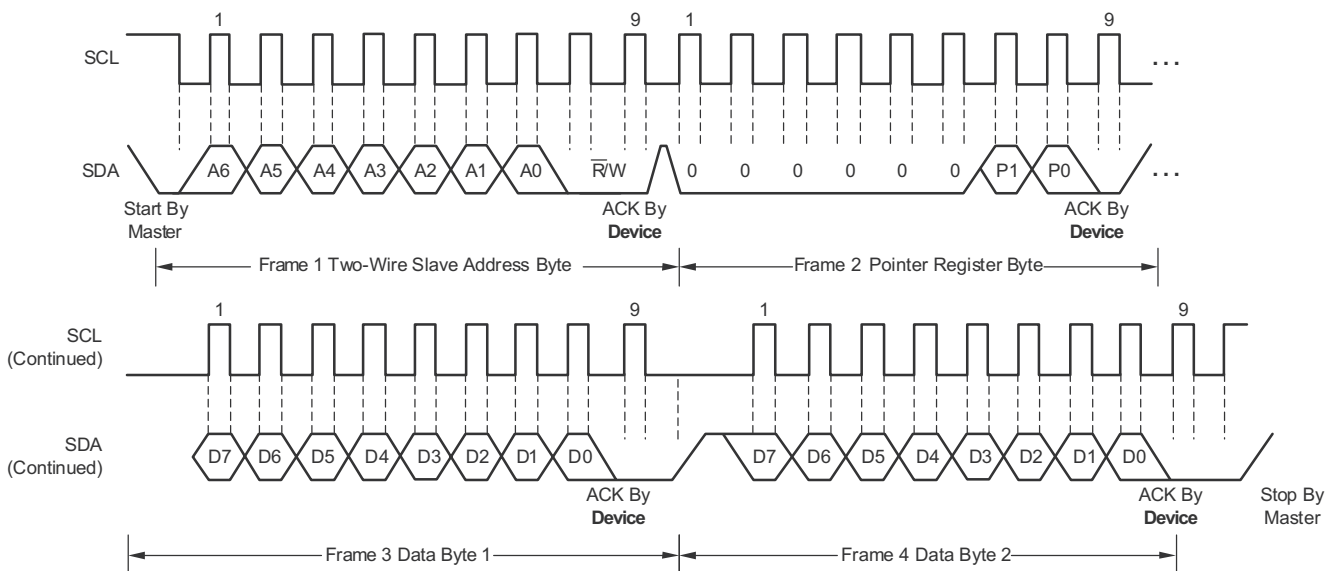 1 9 1 9
SCL ...
SDA A6 A5 A4 A3 A2 A1 A0 R̅/W 0 0 0 0 0 0 P1 P0 ...
Start By
Master
ACK By
Device
ACK By
Device
Frame 1 Two-Wire Slave Address Byte
Frame 2 Pointer Register Byte
1 9 1 9
SCL
(Continued)
SDA
(Continued)
D7 D6 D5 D4 D3 D2 D1 D0 D7 D6 D5 D4 D3 D2 D1 D0
ACK By
Device
ACK By
Device
Stop By
Master
Frame 3 Data Byte 1
Frame 4 Data Byte 2